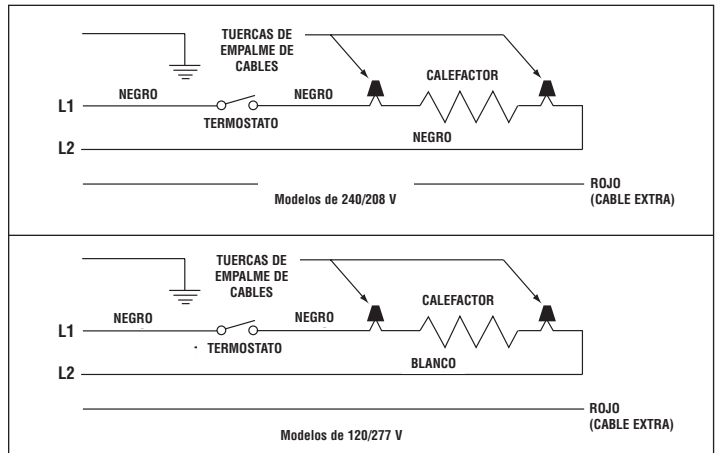 TUERCAS DE
EMPALME DE
CABLES
CALEFACTOR
NEGRO
NEGRO
L1
TERMOSTATO
NEGRO
L2
ROJO
(CABLE EXTRA)
Modelos de 240/208 V
TUERCAS DE
EMPALME DE
CABLES
CALEFACTOR
NEGRO
NEGRO
L1
TERMOSTATO
BLANCO
L2
ROJO
(CABLE EXTRA)
Modelos de 120/277 V